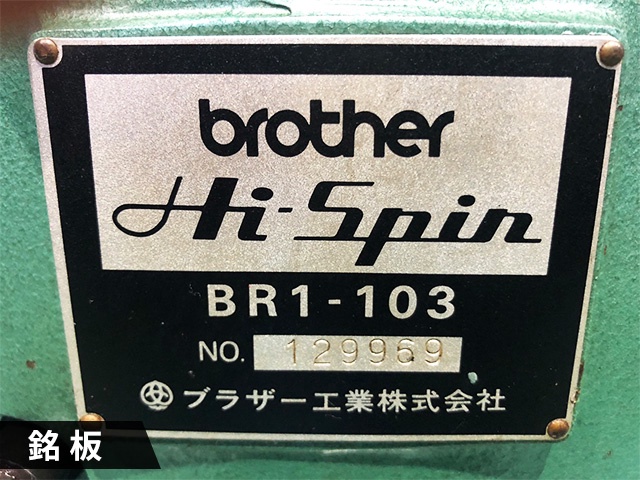 brother
Hi-Spin
BR1-103
NO. 129969
ブラザー工業株式会社
銘板